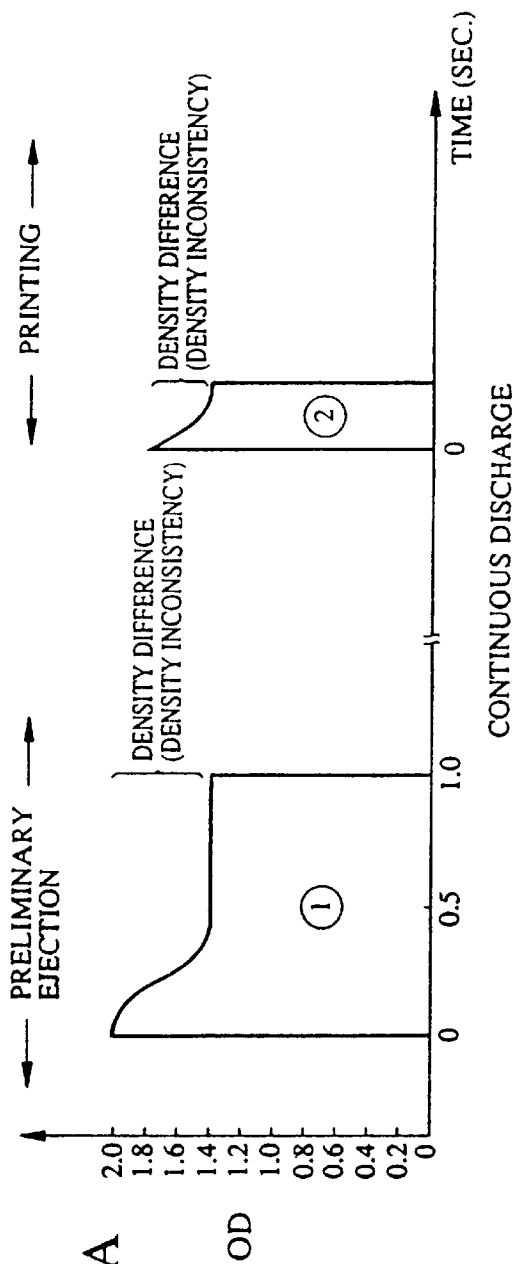 A
PRELIMINARY
EJECTION
PRINTING
OD
2.0
1.8
1.6
1.4
1.2
1.0
0.8
0.6
0.4
0.2
0
DENSITY DIFFERENCE
(DENSITY INCONSISTENCY)
DENSITY DIFFERENCE
(DENSITY INCONSISTENCY)
1
2
0
0.5
1.0
0
TIME (SEC.)
CONTINUOUS DISCHARGE